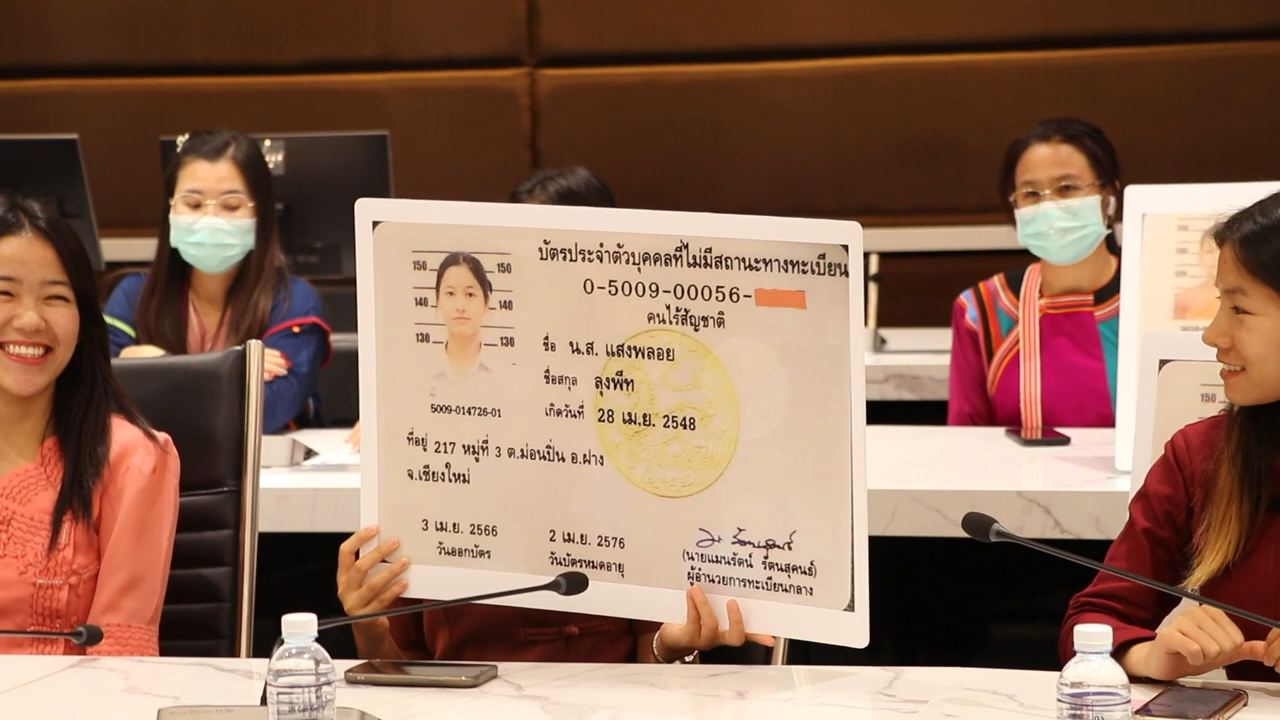 บัตรประจำตัวบุคคลที่ไม่มีสถานะทางทะเบียน
0-5009-00056-
คนไร้สัญชาติ
150 150
140 140
130 130
ชื่อ น.ส. แสงพลอย
ชื่อสกุล ลุงพีท
เกิดวันที่ 28 เม.ย. 2548
5009-014726-01
ที่อยู่ 217 หมู่ที่ 3 ต.ม่อนปิ่น อ.ฝาง
จ.เชียงใหม่
3 เม.ย. 2566
วันออกบัตร
2 เม.ย. 2576
วันบัตรหมดอายุ
(นายแมนรัตน์ รัตนสุคนธ์)
ผู้อำนวยการทะเบียนกลาง
150